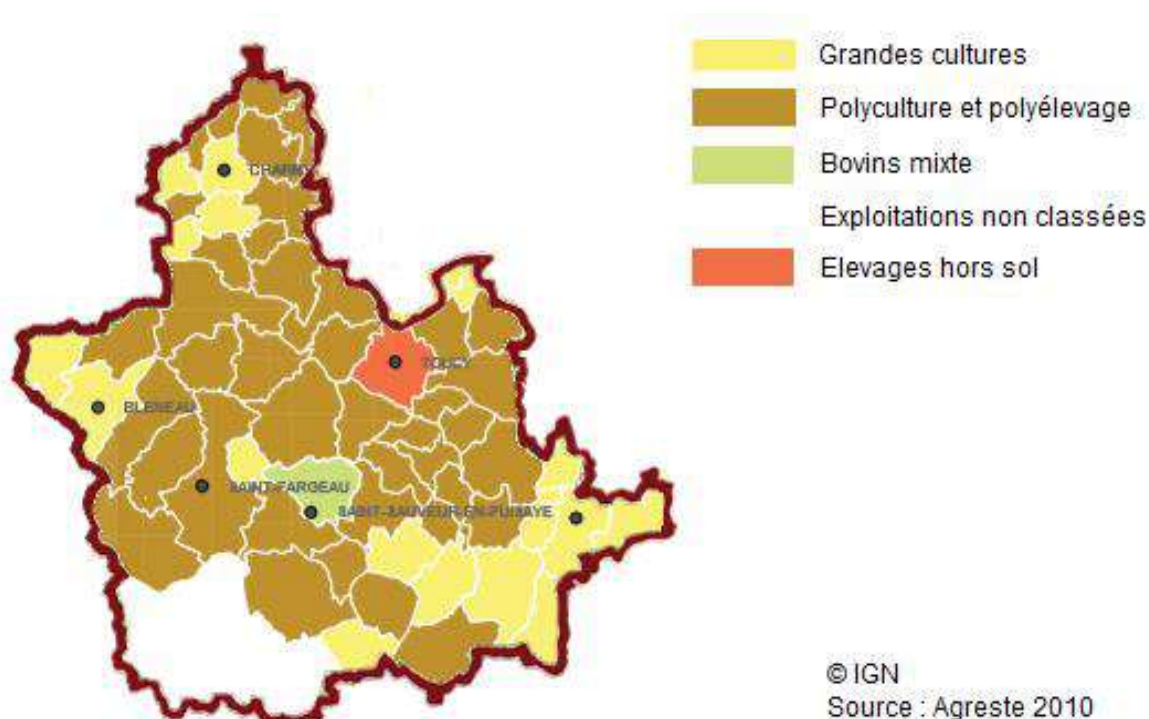 Grandes cultures
Polyculture et polyélevage
Bovins mixte
Exploitations non classées
Elevages hors sol
CHARNY
TOUCY
BLENEAU
SAINT-FARGEAU
SAINT-SAUVEUR-EN-PUISAYE
© IGN
Source : Agreste 2010